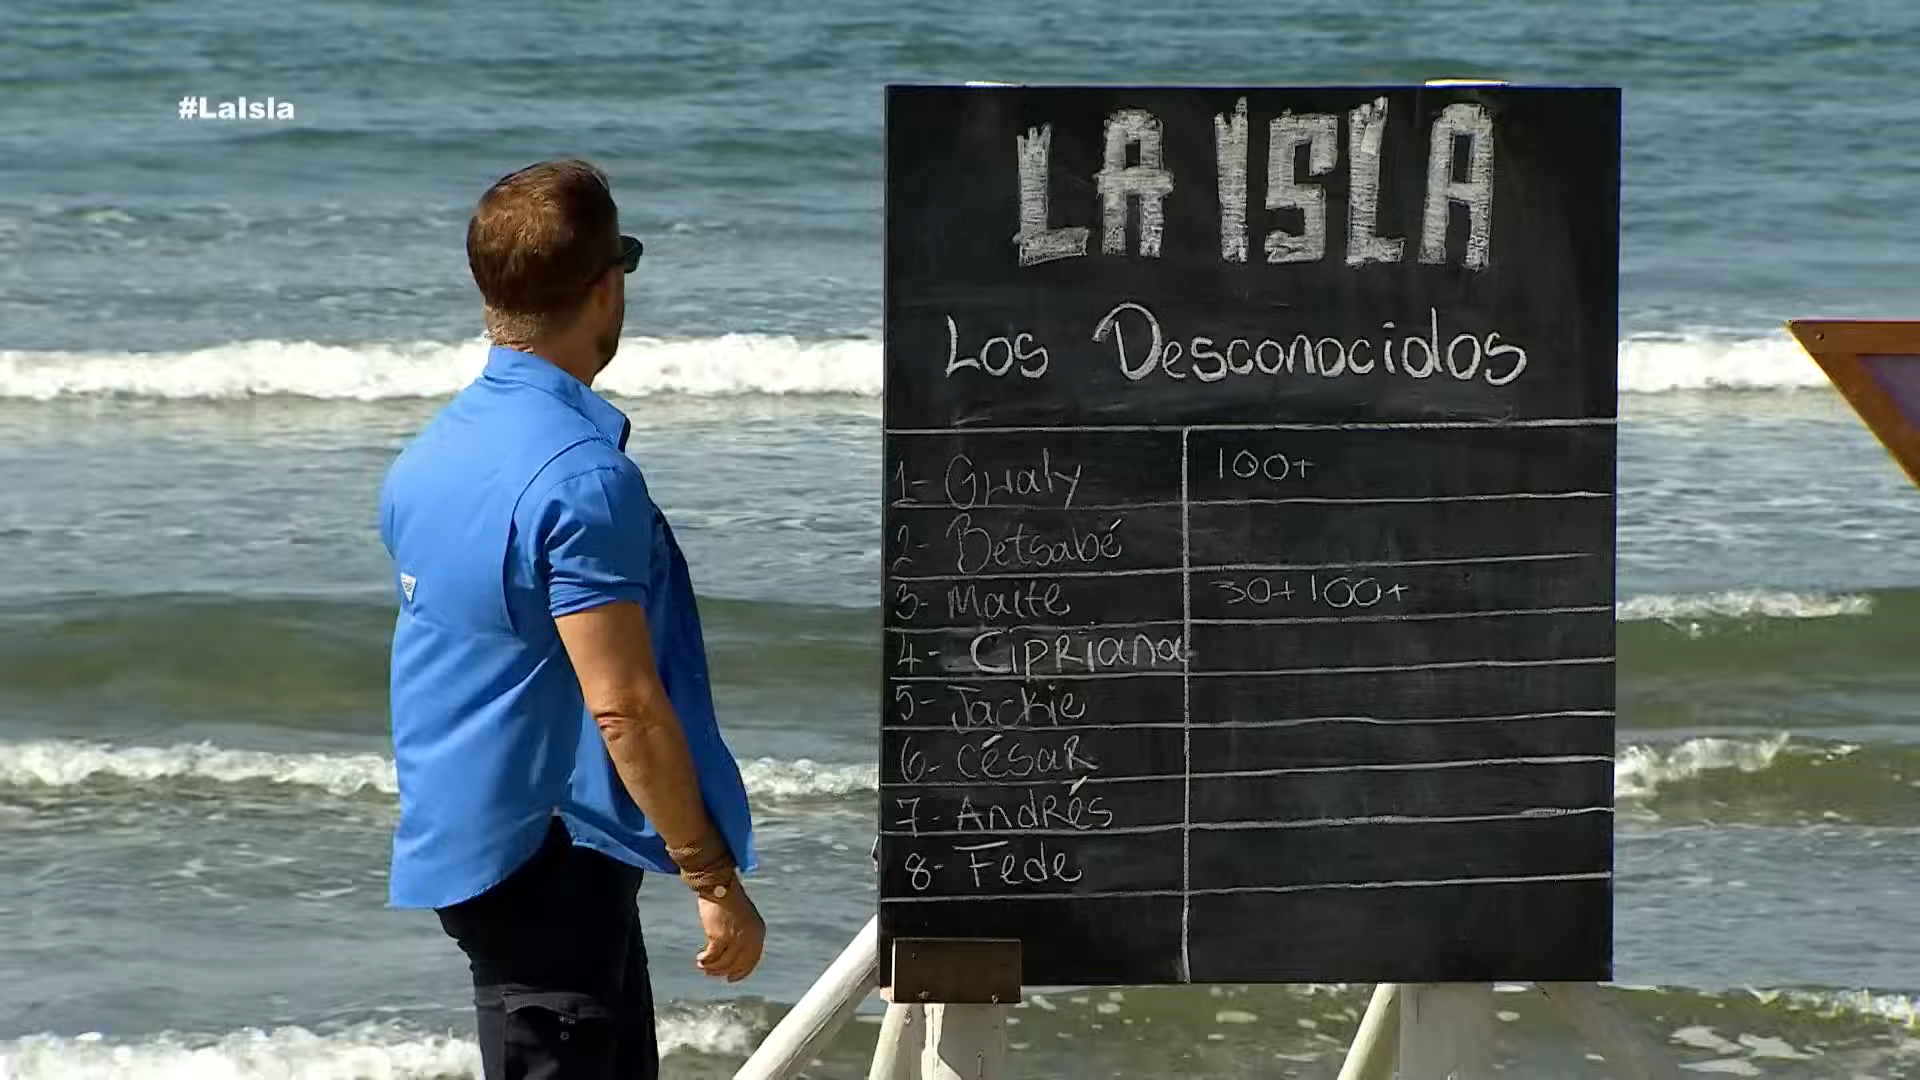 #LaIsla
LA ISLA
Los Desconocidos
1- Gualy 100+
2- Betsabé
3- Maite 30+100+
4- Cipriana
5- Jackie
6- César
7- Andrés
8- Fede